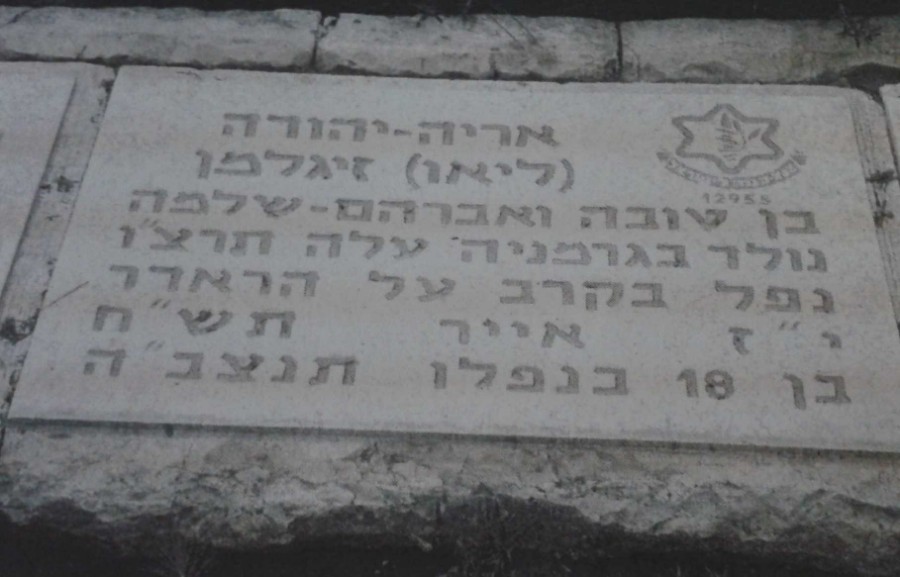 אריה-יהודה
(ליאו) זיגלמן
12955
בן טובה ואברהם-שלמה
נולד בגרמניה עלה תרצ״ו
נפל בקרב על הראדר
י״ז אייר תש״ח
בן 18 בנפלו תנצב״ה